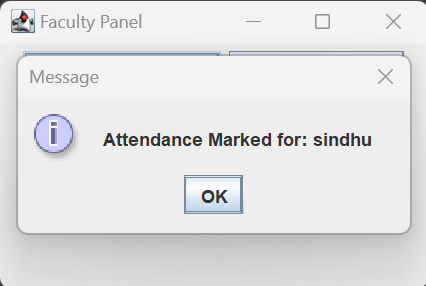 Faculty Panel
Message
Attendance Marked for: sindhu
OK